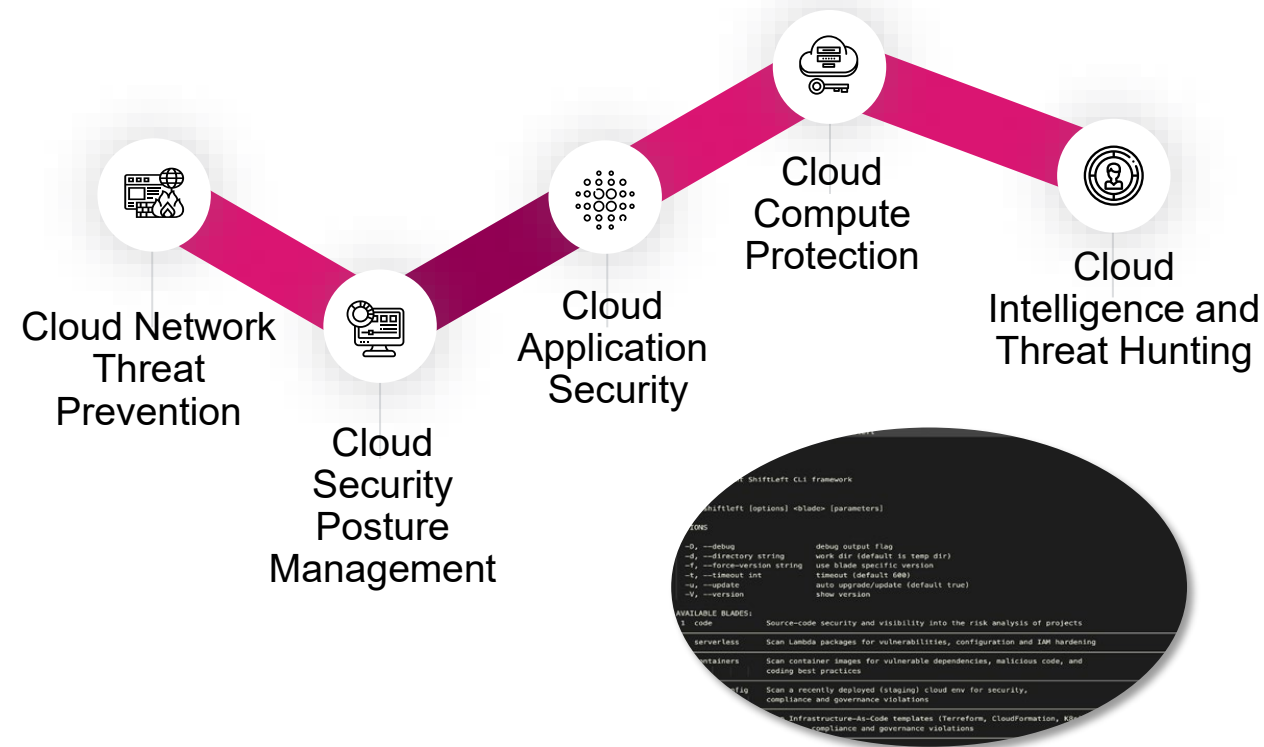 Cloud Network
Threat
Prevention
Cloud
Security
Posture
Management
Cloud
Application
Security
Cloud
Compute
Protection
Cloud
Intelligence and
Threat Hunting
ShiftLeft CLI framework
shiftleft [options] <blade> [parameters]
-D, --debug debug output flag
-d, --directory string work dir (default is temp dir)
-f, --force-version string use blade specific version
-t, --timeout int timeout (default 600)
-u, --update auto upgrade/update (default true)
-V, --version show version
AVAILABLE BLADES:
1 code Source-code security and visibility into the risk analysis of projects
serverless Scan Lambda packages for vulnerabilities, configuration and IAM hardening
Scan container images for vulnerable dependencies, malicious code, and
coding best practices
Scan a recently deployed (staging) cloud env for security,
compliance and governance violations
Infrastructure-As-Code templates (Terreform, CloudFormation,
compliance and governance violations